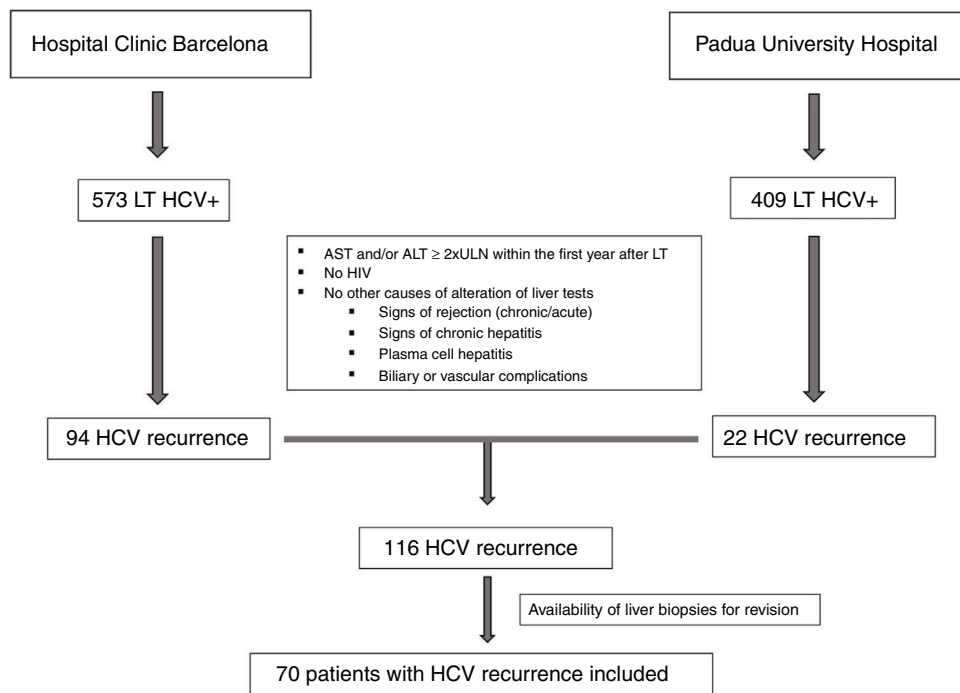 Hospital Clinic Barcelona
Padua University Hospital
573 LT HCV+
409 LT HCV+
▪ AST and/or ALT ≥ 2xULN within the first year after LT
▪ No HIV
▪ No other causes of alteration of liver tests
▪ Signs of rejection (chronic/acute)
▪ Signs of chronic hepatitis
▪ Plasma cell hepatitis
▪ Biliary or vascular complications
94 HCV recurrence
22 HCV recurrence
116 HCV recurrence
Availability of liver biopsies for revision
70 patients with HCV recurrence included